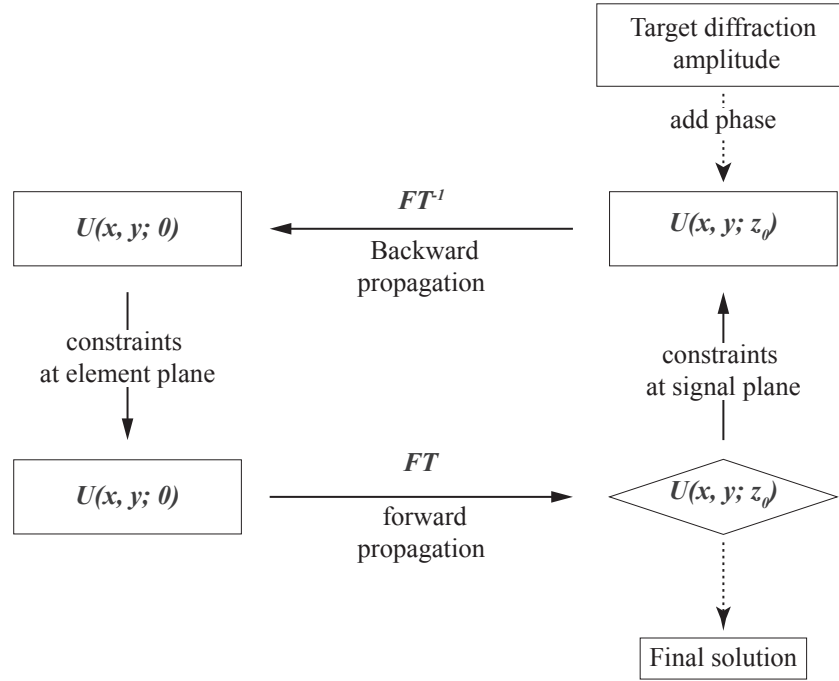 Target diffraction
amplitude
add phase
FT⁻¹
U(x, y; 0)
U(x, y; z₀)
Backward
propagation
constraints
at element plane
constraints
at signal plane
FT
U(x, y; 0)
U(x, y; z₀)
forward
propagation
Final solution